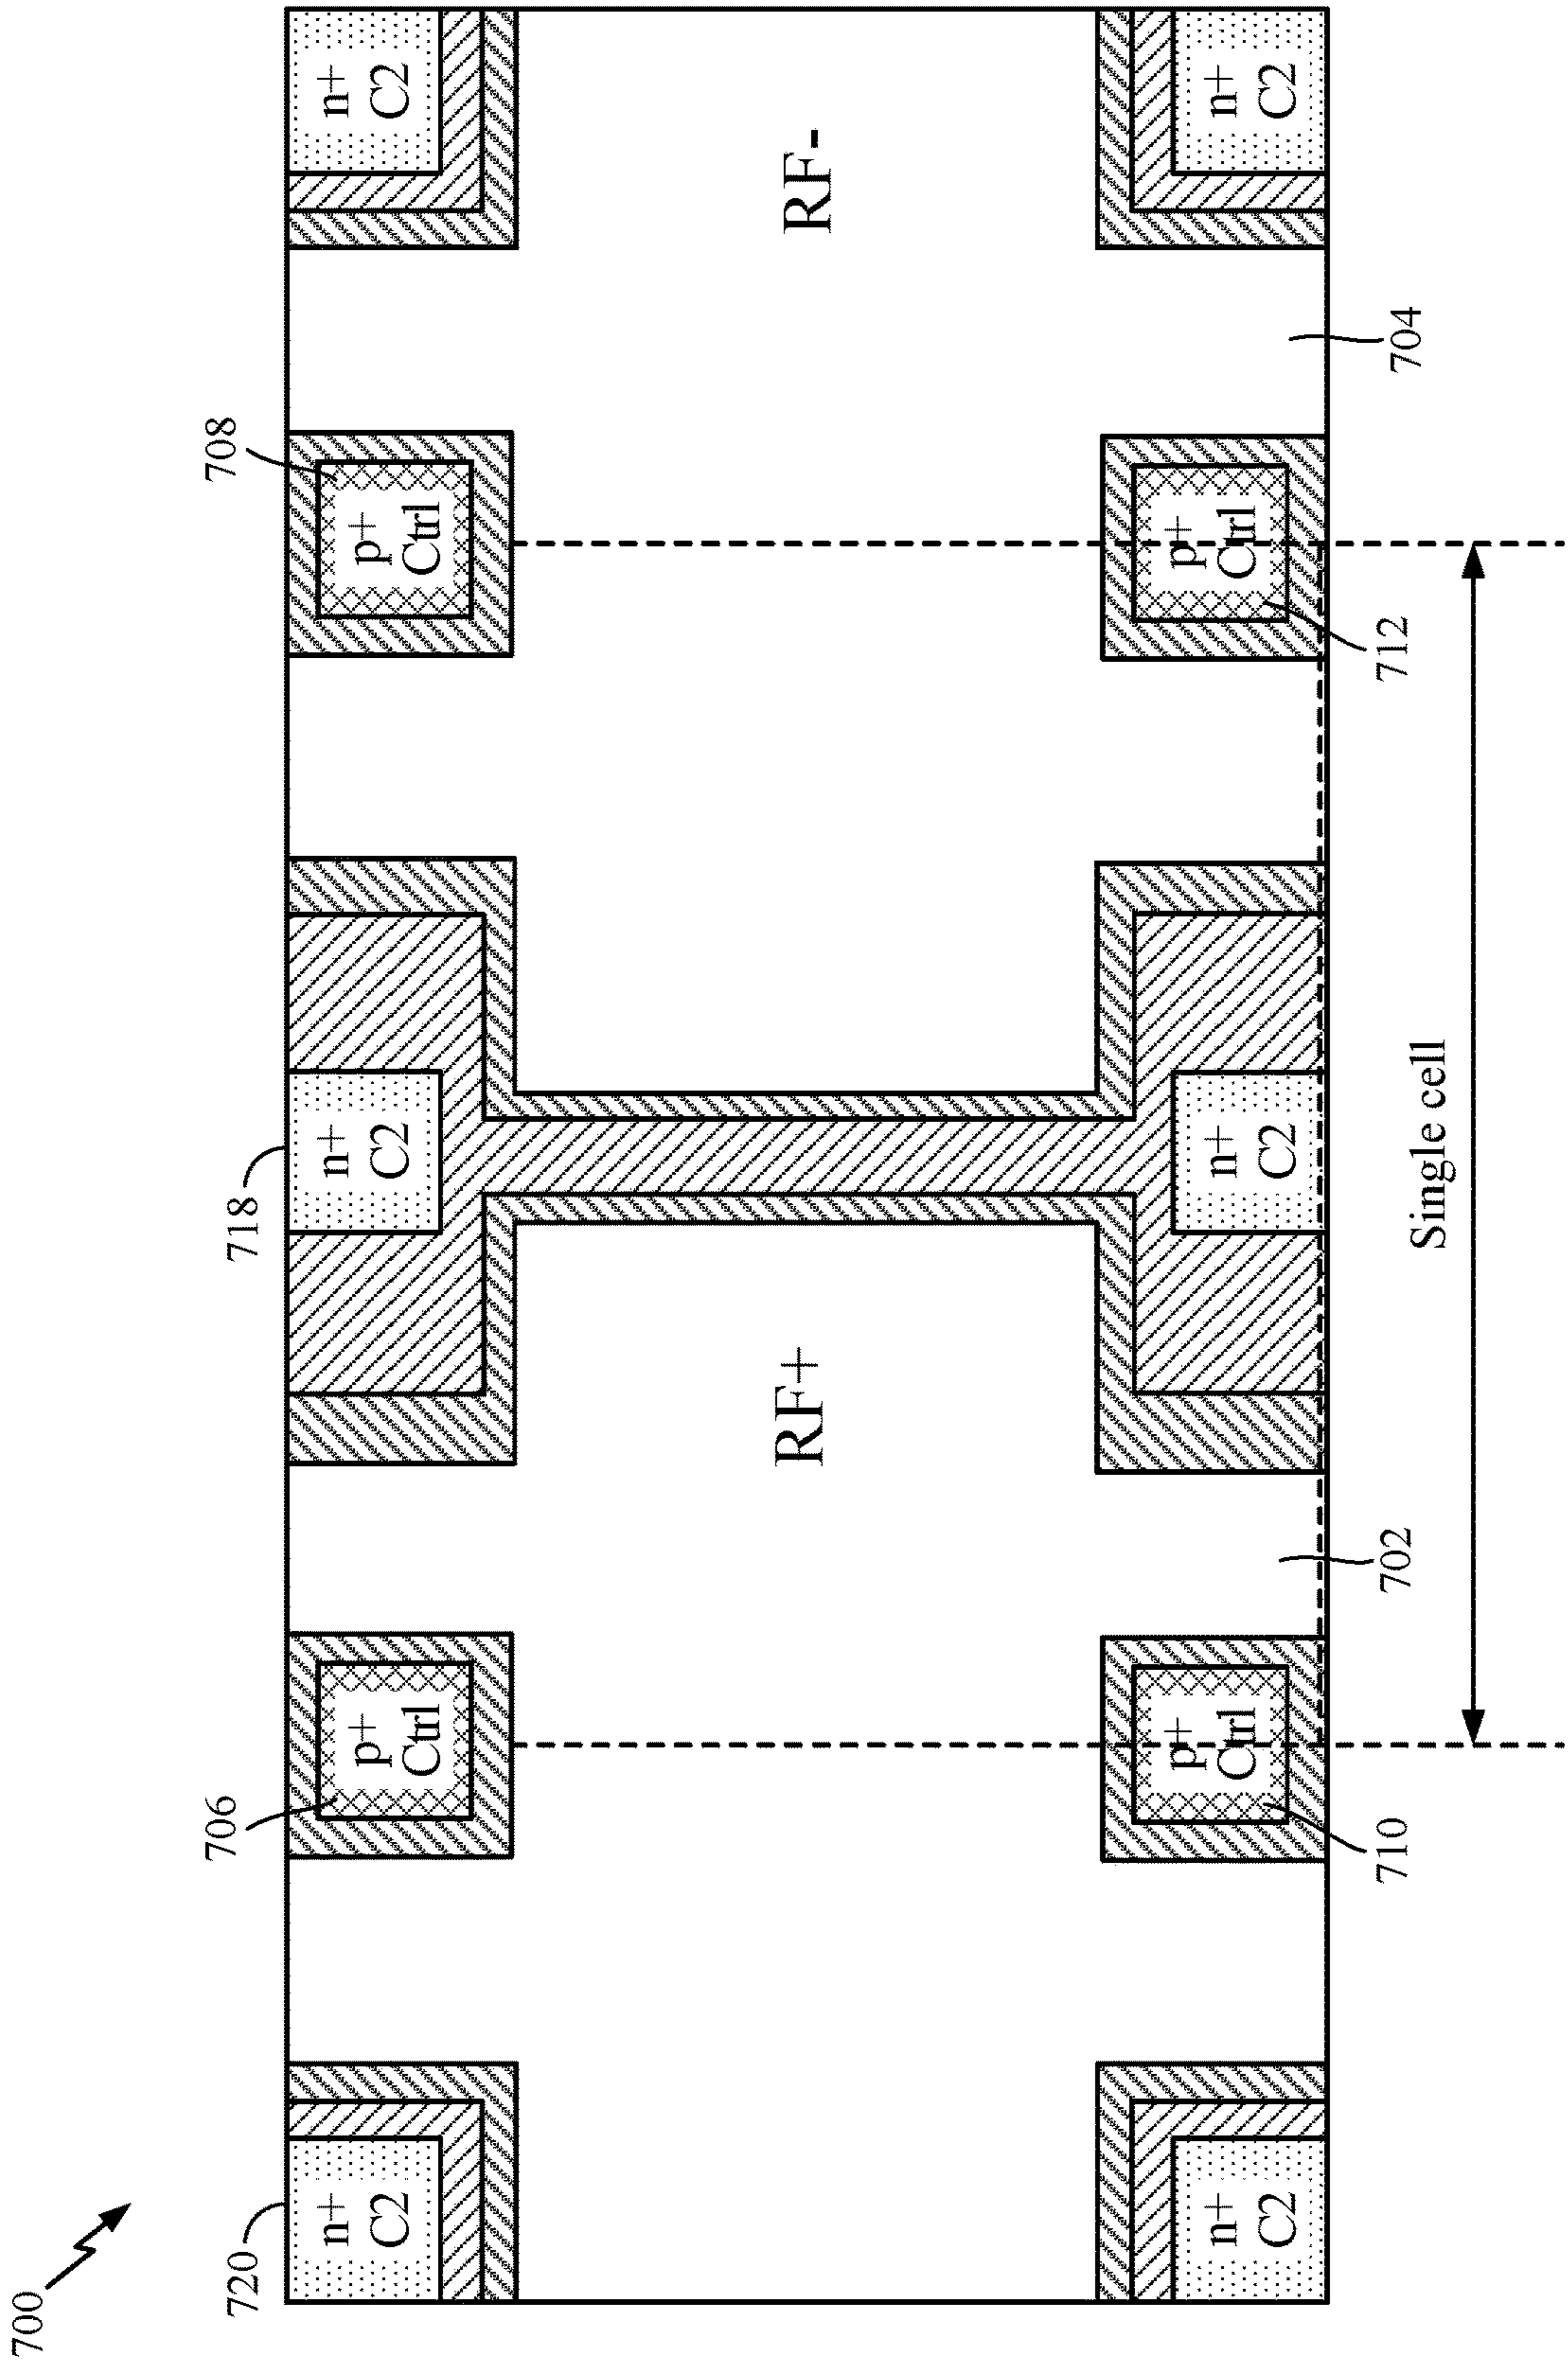 700
720
718
n+
C2
n+
C2
n+
C2
706
p+
Ctrl
708
p+
Ctrl
RF+
RF-
n+
C2
n+
C2
n+
C2
p+
Ctrl
p+
Ctrl
710
702
712
704
Single cell